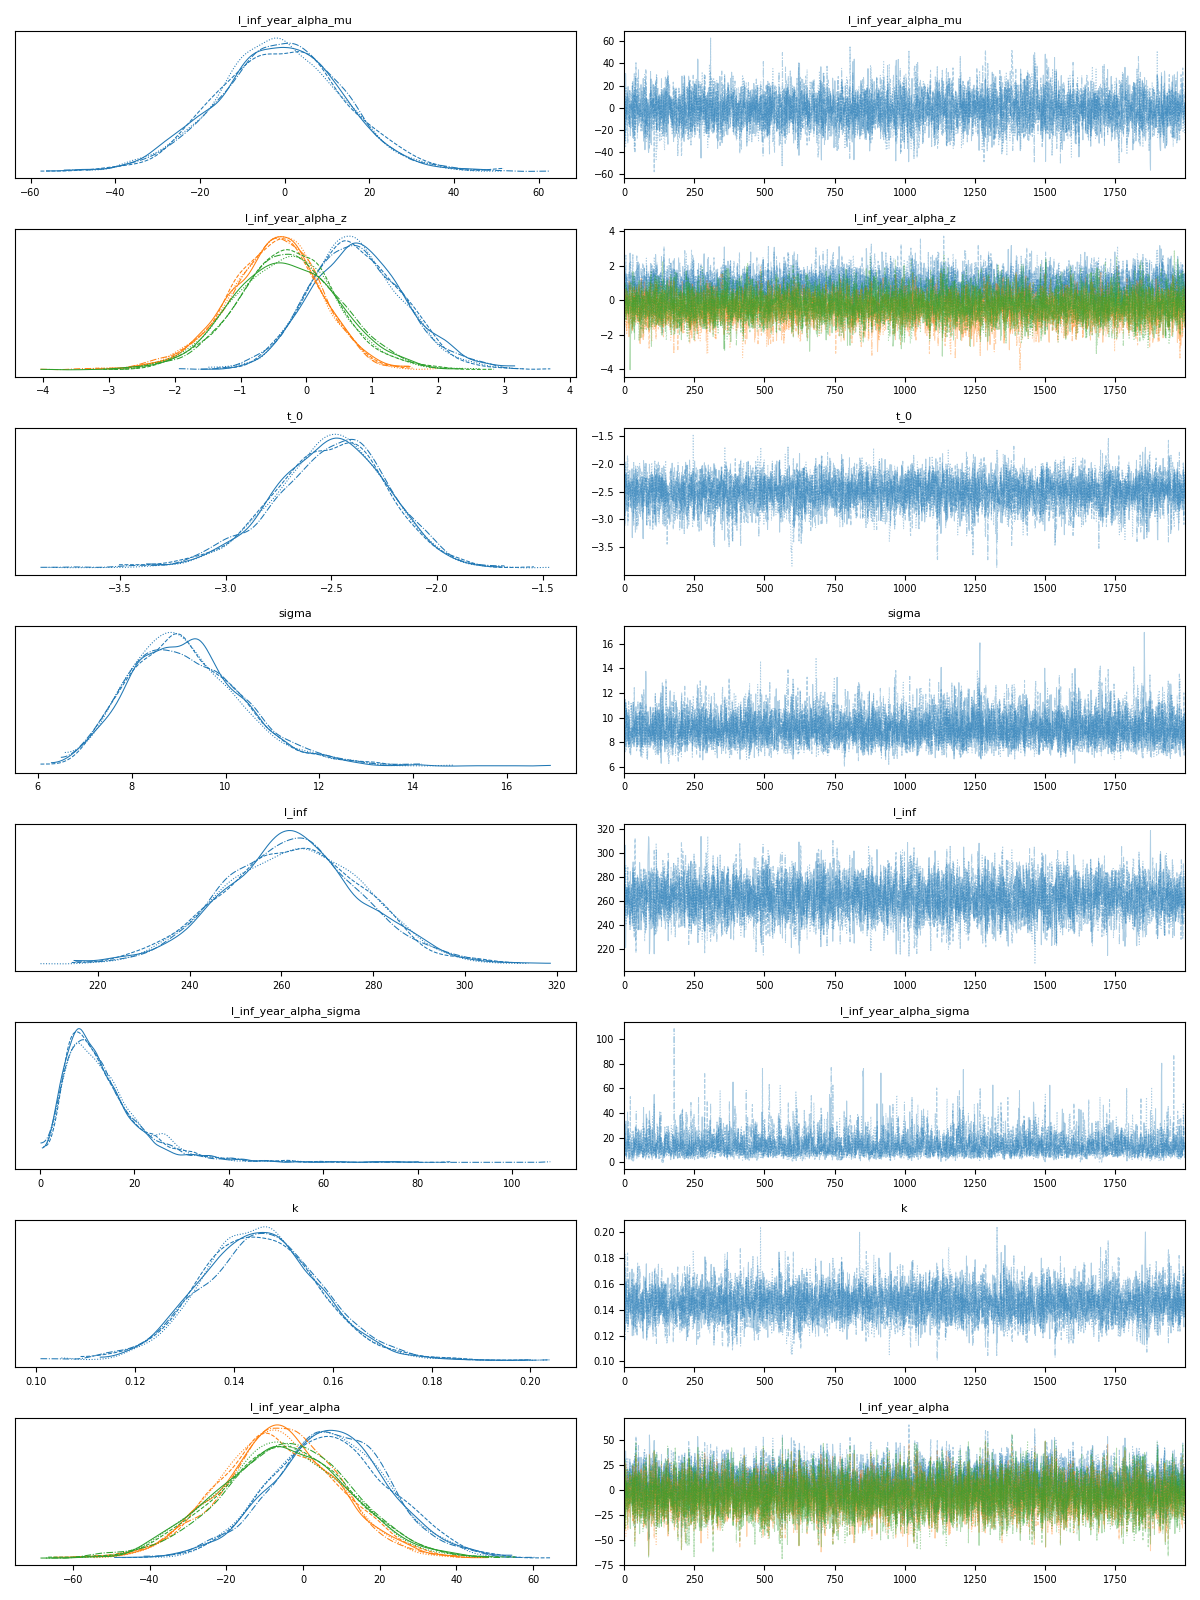 l_inf_year_alpha_mu l_inf_year_alpha_mu
60
40
20
0
−20
−40
−60
−60 −40 −20 0 20 40 60 0 250 500 750 1000 1250 1500 1750
l_inf_year_alpha_z l_inf_year_alpha_z
4
2
0
−2
−4
−4 −3 −2 −1 0 1 2 3 4 0 250 500 750 1000 1250 1500 1750
t_0 t_0
−1.5
−2.0
−2.5
−3.0
−3.5
−3.5 −3.0 −2.5 −2.0 −1.5 0 250 500 750 1000 1250 1500 1750
sigma sigma
16
14
12
10
8
6
6 8 10 12 14 16 0 250 500 750 1000 1250 1500 1750
l_inf l_inf
320
300
280
260
240
220
220 240 260 280 300 320 0 250 500 750 1000 1250 1500 1750
l_inf_year_alpha_sigma l_inf_year_alpha_sigma
100
80
60
40
20
0
0 20 40 60 80 100 0 250 500 750 1000 1250 1500 1750
k k
0.20
0.18
0.16
0.14
0.12
0.10
0.10 0.12 0.14 0.16 0.18 0.20 0 250 500 750 1000 1250 1500 1750
l_inf_year_alpha l_inf_year_alpha
50
25
0
−25
−50
−75
−60 −40 −20 0 20 40 60 0 250 500 750 1000 1250 1500 1750